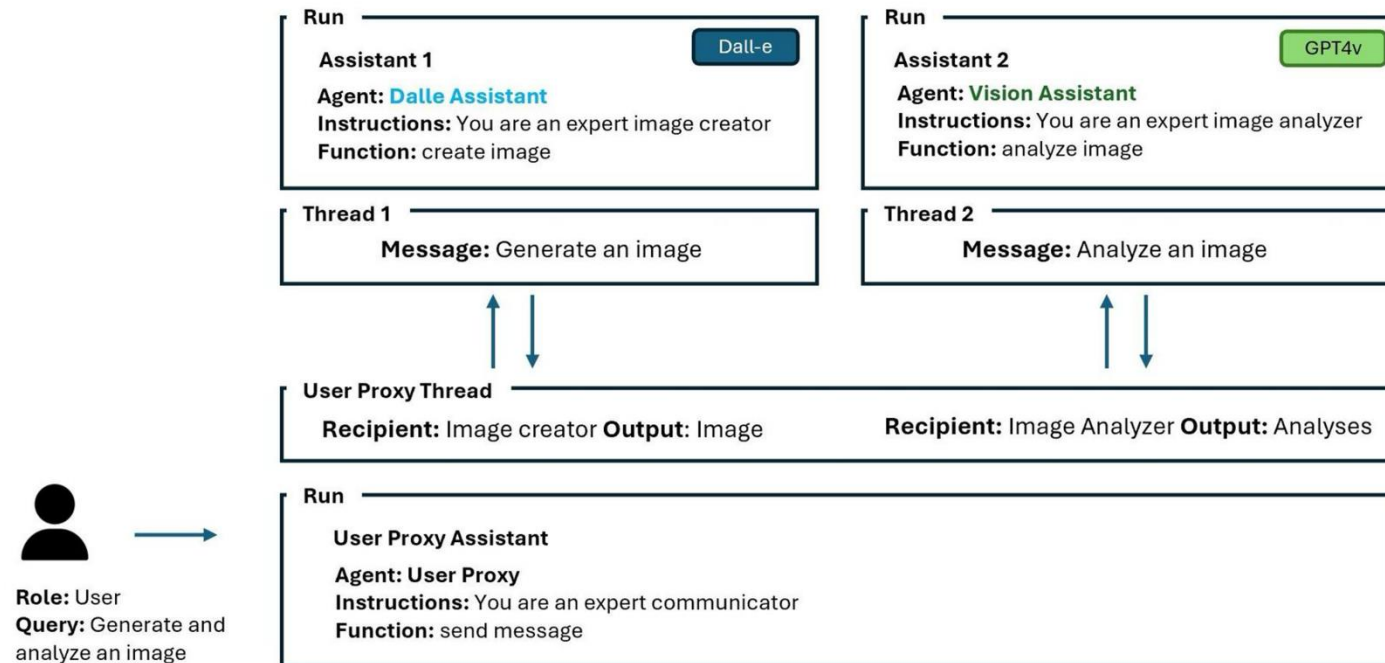 Run
Dall-e
Assistant 1
Agent: Dalle Assistant
Instructions: You are an expert image creator
Function: create image
Run
GPT4v
Assistant 2
Agent: Vision Assistant
Instructions: You are an expert image analyzer
Function: analyze image
Thread 1
Message: Generate an image
Thread 2
Message: Analyze an image
User Proxy Thread
Recipient: Image creator Output: Image
Recipient: Image Analyzer Output: Analyses
Role: User
Query: Generate and
analyze an image
Run
User Proxy Assistant
Agent: User Proxy
Instructions: You are an expert communicator
Function: send message